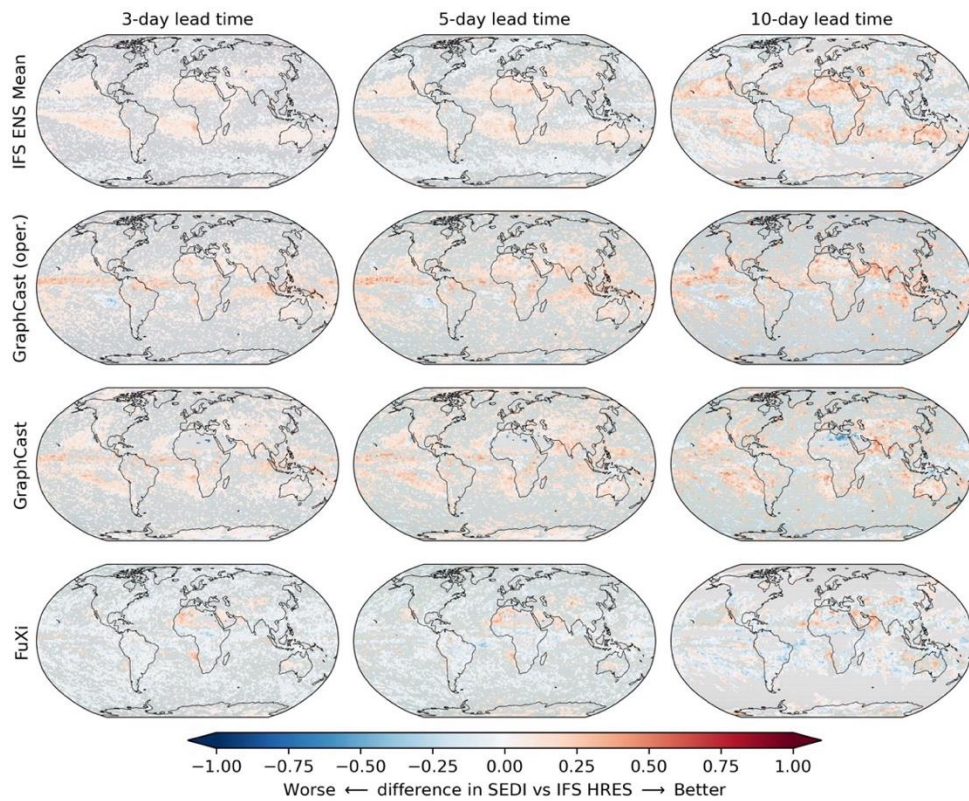 3-day lead time 5-day lead time 10-day lead time
IFS ENS Mean
GraphCast (oper.)
GraphCast
FuXi
−1.00 −0.75 −0.50 −0.25 0.00 0.25 0.50 0.75 1.00
Worse ← difference in SEDI vs IFS HRES → Better